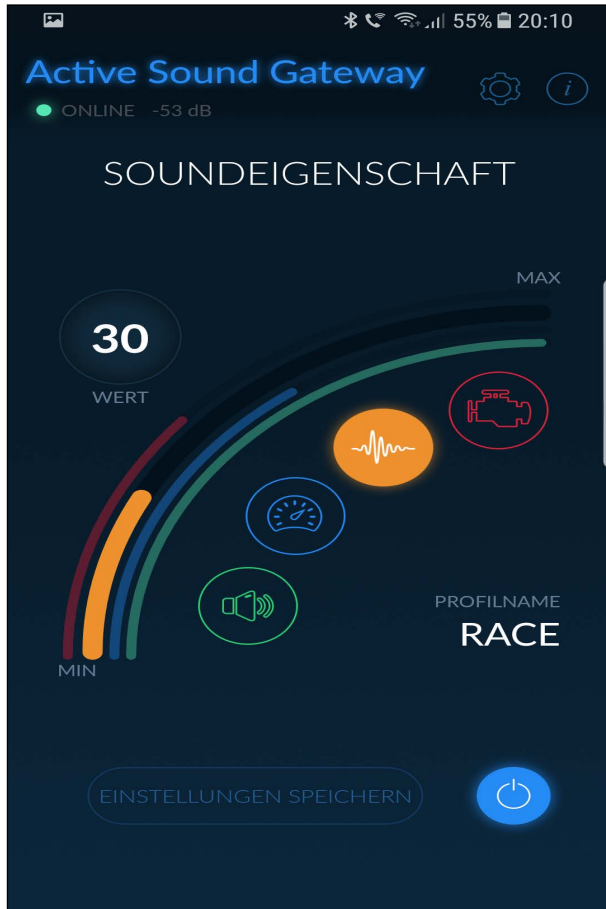 55% 20:10
Active Sound Gateway
i
ONLINE -53 dB
SOUNDEIGENSCHAFT
MAX
30
WERT
PROFILNAME
RACE
MIN
EINSTELLUNGEN SPEICHERN